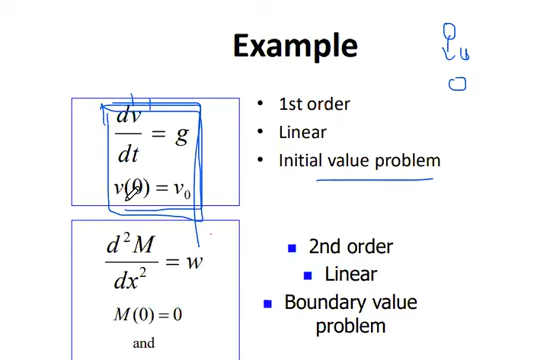 Example
dv/dt = g
v(0) = v₀
• 1st order
• Linear
• Initial value problem
d²M/dx² = w
M(0) = 0
and
■ 2nd order
■ Linear
■ Boundary value
problem